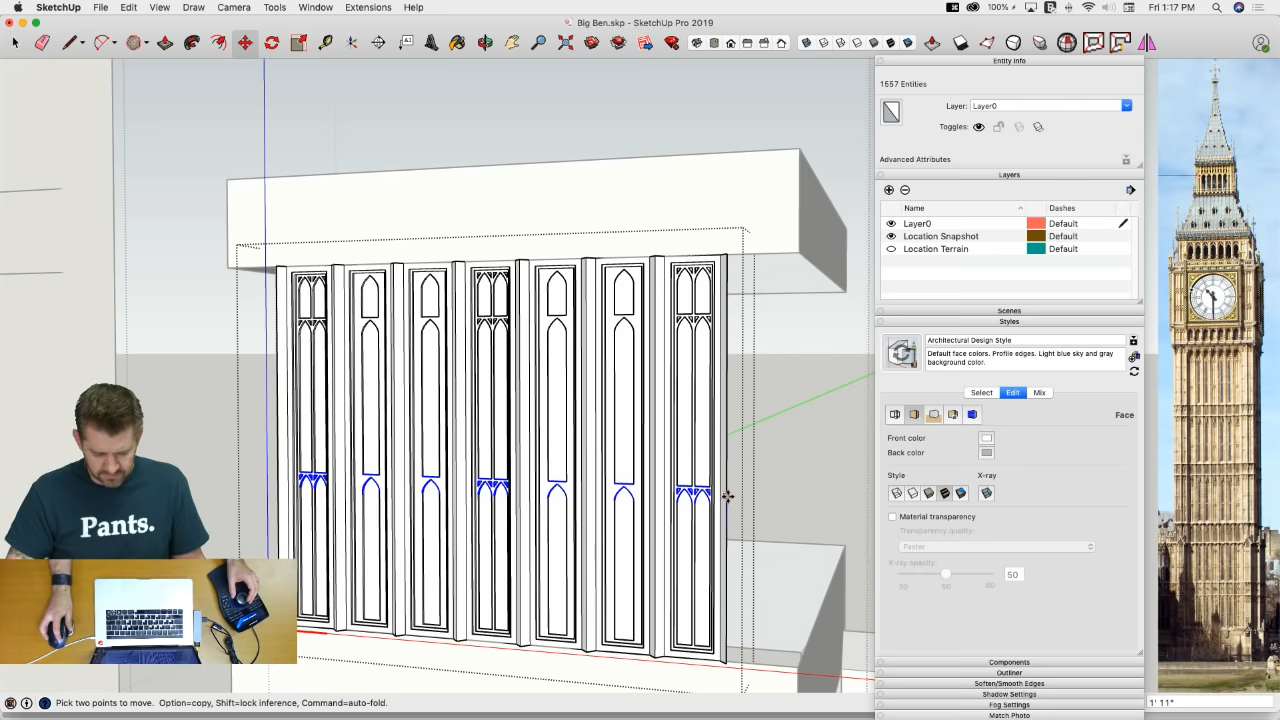 SketchUp File Edit View Draw Camera Tools Window Extensions Help
100% Fri 1:17 PM
Big Ben.skp - SketchUp Pro 2019
Entity Info
1557 Entities
Layer: Layer0
Toggles:
Advanced Attributes
Layers
Name Dashes
Layer0 Default
Location Snapshot Default
Location Terrain Default
Scenes
Styles
Architectural Design Style
Default face colors. Profile edges. Light blue sky and gray
background color.
Select Edit Mix
Face
Front color
Back color
Style X-ray
Material transparency
Transparency quality:
Faster
X-ray opacity:
50
20 50 80
Components
Outliner
Soften/Smooth Edges
Shadow Settings
Fog Settings
Match Photo
Pants.
Pick two points to move. Option=copy, Shift=lock inference, Command=auto-fold.
1' 11"